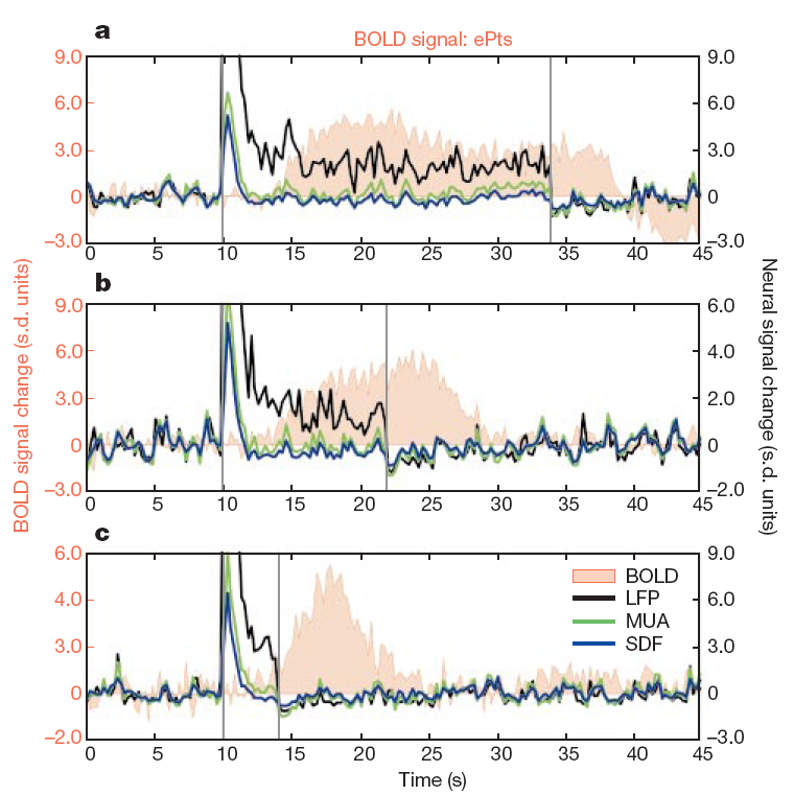 a
BOLD signal: ePts
9.0 9.0
6.0 6.0
3.0 3.0
0 0
–3.0 –3.0
0 5 10 15 20 25 30 35 40 45
b
9.0 6.0
6.0 4.0
3.0 2.0
0 0
–3.0 –2.0
0 5 10 15 20 25 30 35 40 45
BOLD signal change (s.d. units)
Neural signal change (s.d. units)
c
6.0 9.0
4.0 6.0
3.0 3.0
0 0
–2.0 –3.0
BOLD
LFP
MUA
SDF
0 5 10 15 20 25 30 35 40 45
Time (s)